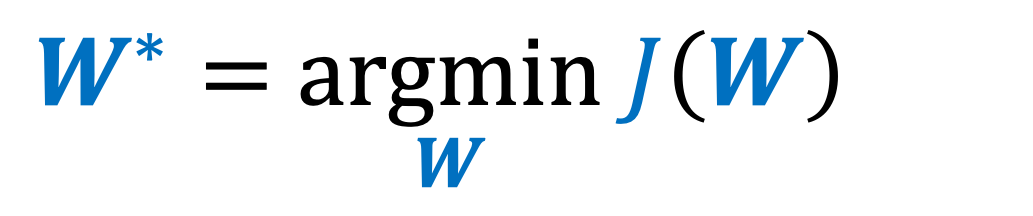 W* = argmin J(W)
W